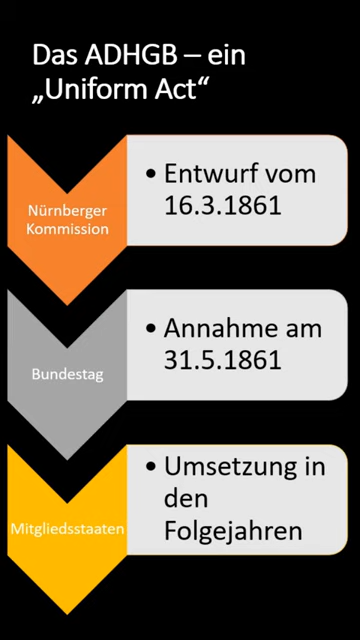 Das ADHGB – ein
„Uniform Act“
Nürnberger
Kommission
• Entwurf vom
16.3.1861
Bundestag
• Annahme am
31.5.1861
Mitgliedsstaaten
• Umsetzung in
den
Folgejahren